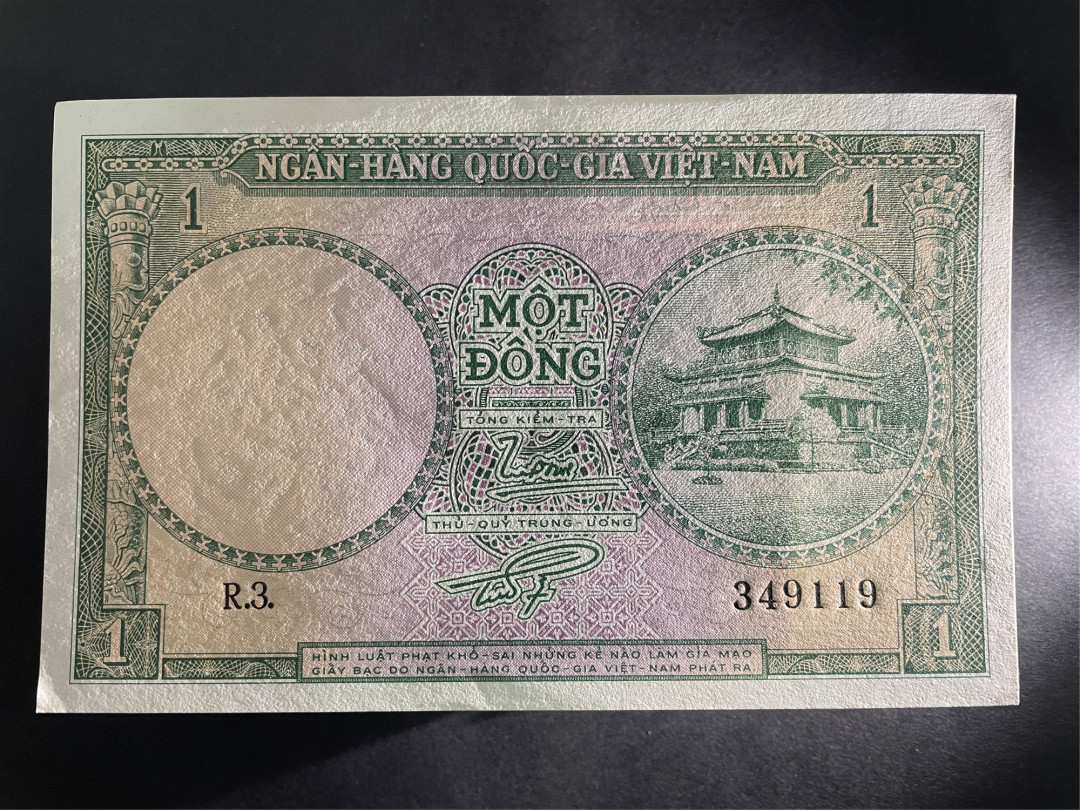 NGÂN-HÀNG QUỐC-GIA VIỆT-NAM
1 1
MỘT
ĐỒNG
TỔNG KIỂM-TRA
THỦ-QUỸ TRUNG-ƯƠNG
R.3. 349119
1 1
HÌNH LUẬT PHẠT KHỔ-SAI NHỮNG KẺ NÀO LÀM GIẢ MẠO
GIẤY BẠC DO NGÂN-HÀNG QUỐC-GIA VIỆT-NAM PHÁT RA